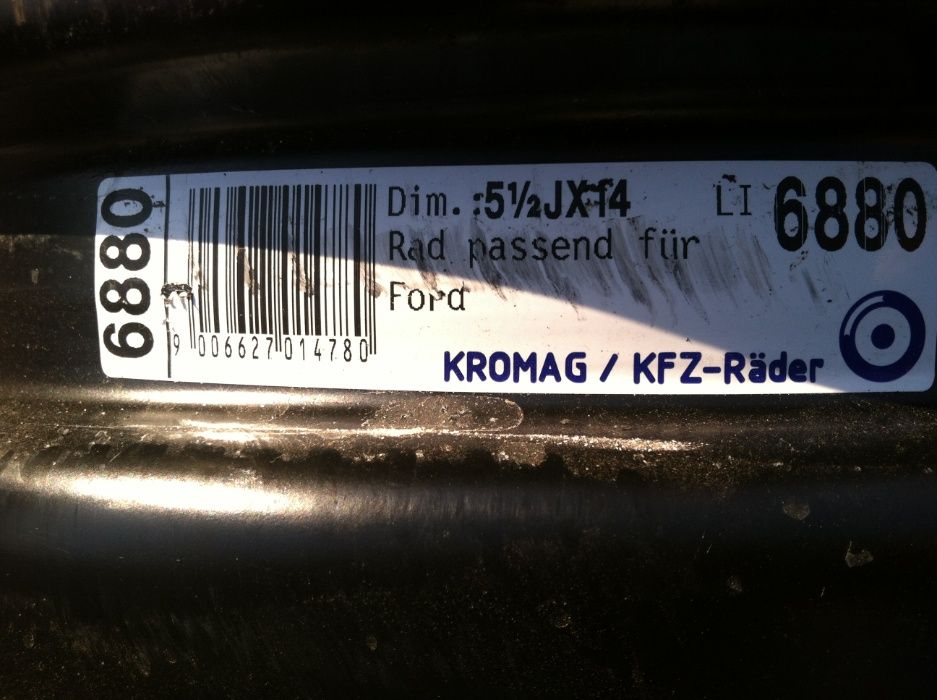 6880
Dim. :5½JX14 LI 6880
Rad passend für
Ford
9 006627 014780
KROMAG / KFZ-Räder